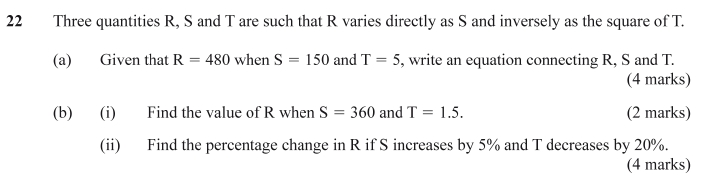 22 Three quantities R, S and T are such that R varies directly as S and inversely as the square of T.
(a) Given that R = 480 when S = 150 and T = 5, write an equation connecting R, S and T.
(4 marks)
(b) (i) Find the value of R when S = 360 and T = 1.5. (2 marks)
(ii) Find the percentage change in R if S increases by 5% and T decreases by 20%.
(4 marks)